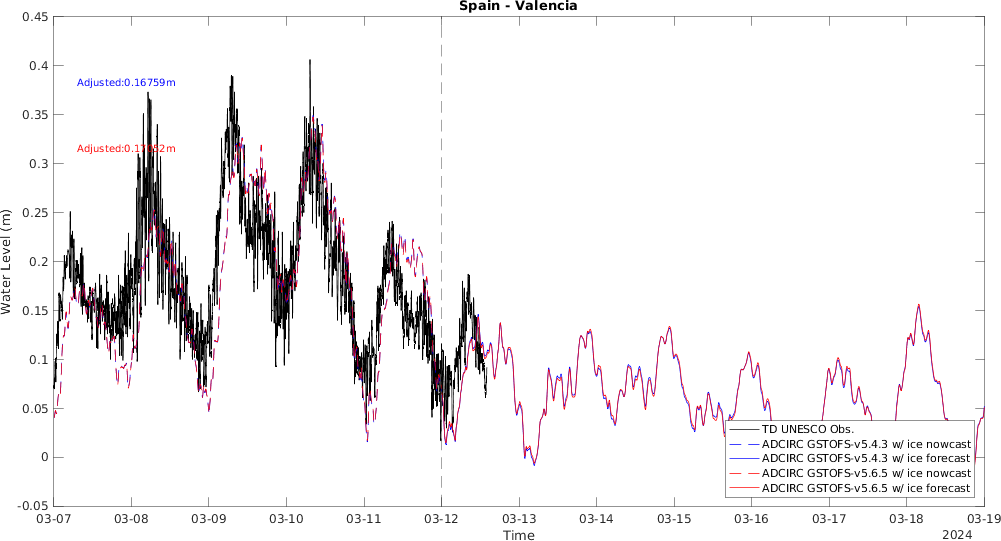 Spain - Valencia
0.45
0.4
0.35
0.3
0.25
0.2
0.15
0.1
0.05
0
-0.05
Water Level (m)
Adjusted:0.16759m
TD UNESCO Obs.
ADCIRC GSTOFS-v5.4.3 w/ ice nowcast
ADCIRC GSTOFS-v5.4.3 w/ ice forecast
ADCIRC GSTOFS-v5.6.5 w/ ice nowcast
ADCIRC GSTOFS-v5.6.5 w/ ice forecast
03-07 03-08 03-09 03-10 03-11 03-12 03-13 03-14 03-15 03-16 03-17 03-18 03-19
Time
2024